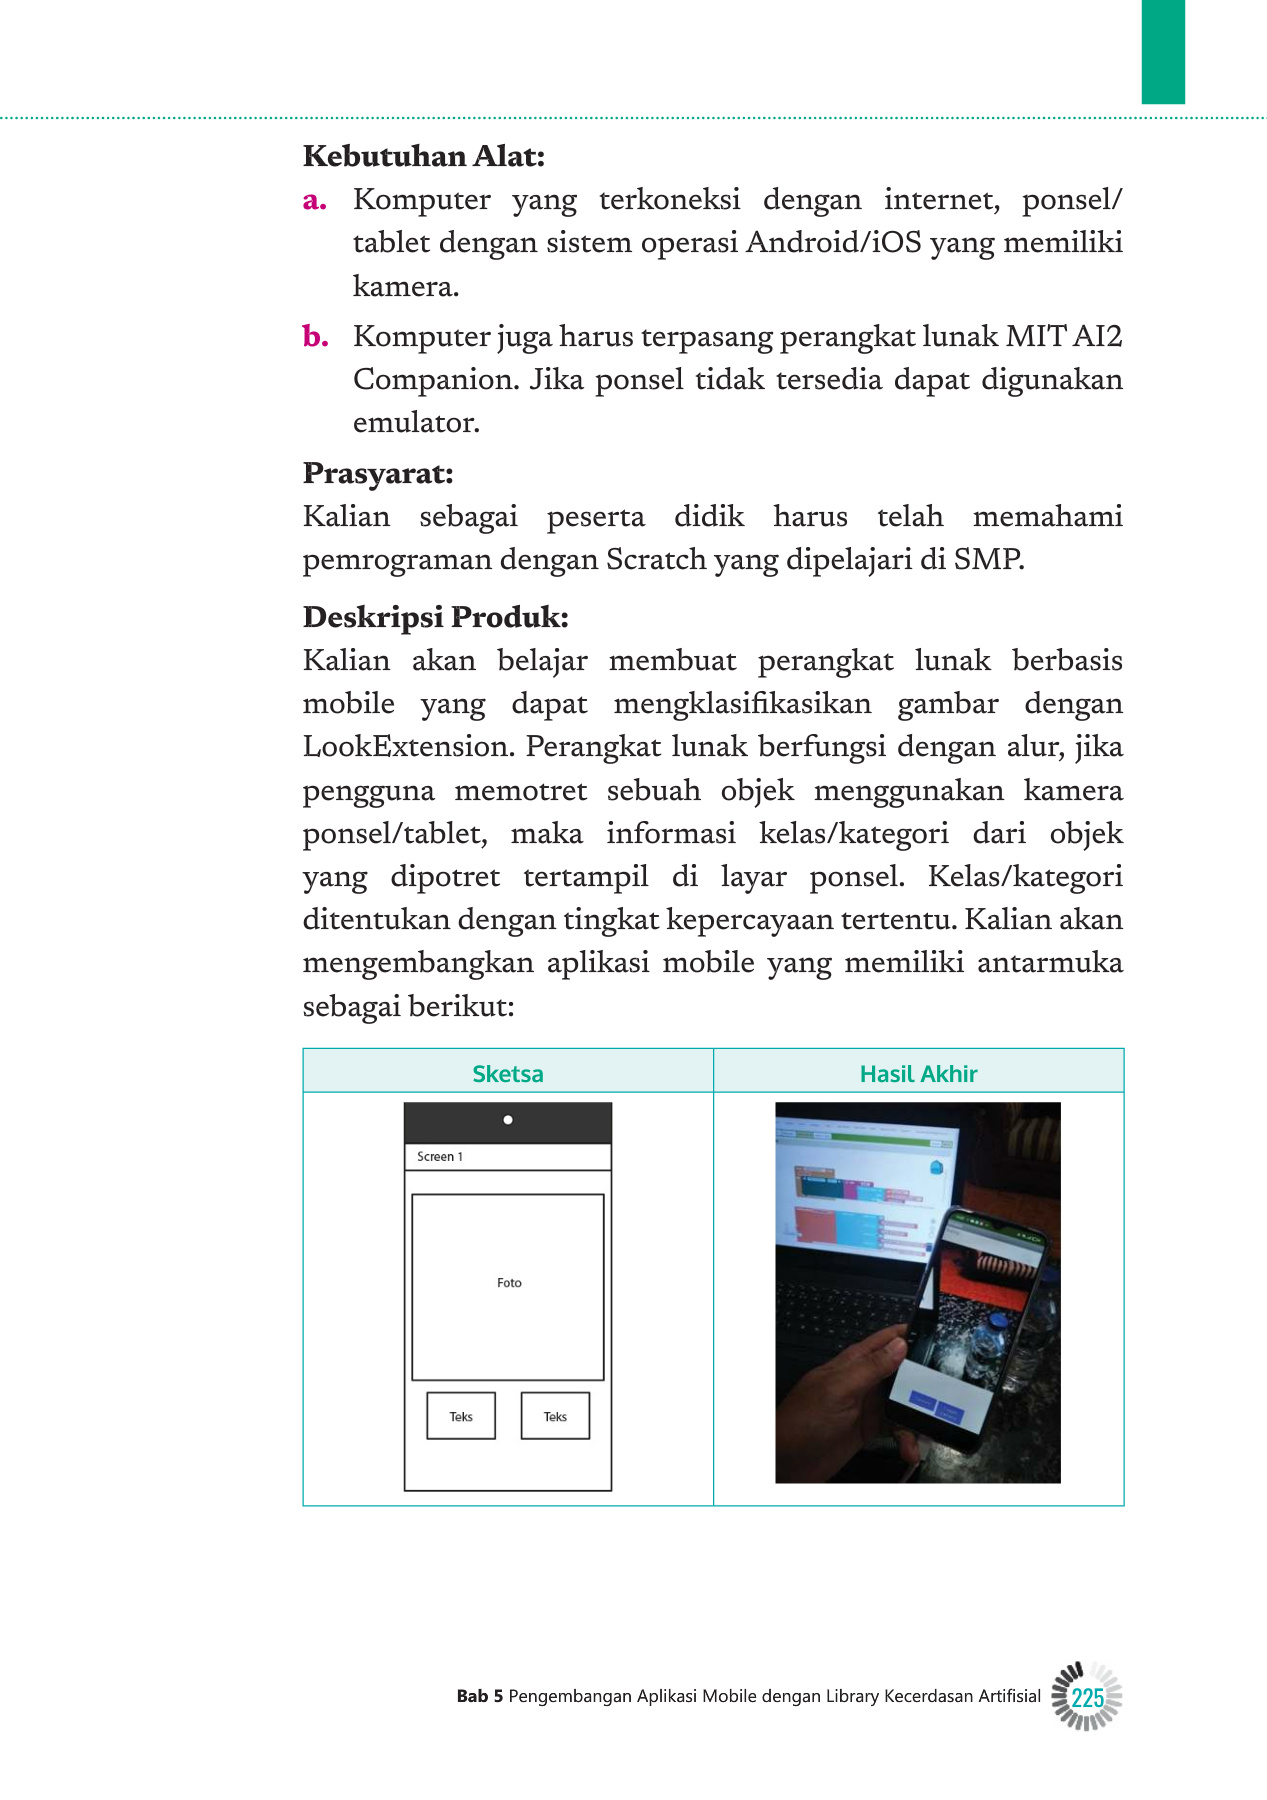 Kebutuhan Alat:
a. Komputer yang terkoneksi dengan internet, ponsel/
tablet dengan sistem operasi Android/iOS yang memiliki
kamera.
b. Komputer juga harus terpasang perangkat lunak MIT AI2
Companion. Jika ponsel tidak tersedia dapat digunakan
emulator.
Prasyarat:
Kalian sebagai peserta didik harus telah memahami
pemrograman dengan Scratch yang dipelajari di SMP.
Deskripsi Produk:
Kalian akan belajar membuat perangkat lunak berbasis
mobile yang dapat mengklasifikasikan gambar dengan
LookExtension. Perangkat lunak berfungsi dengan alur, jika
pengguna memotret sebuah objek menggunakan kamera
ponsel/tablet, maka informasi kelas/kategori dari objek
yang dipotret tertampil di layar ponsel. Kelas/kategori
ditentukan dengan tingkat kepercayaan tertentu. Kalian akan
mengembangkan aplikasi mobile yang memiliki antarmuka
sebagai berikut:
Sketsa
Hasil Akhir
Screen 1
Foto
Teks
Teks
Bab 5 Pengembangan Aplikasi Mobile dengan Library Kecerdasan Artifisial
225